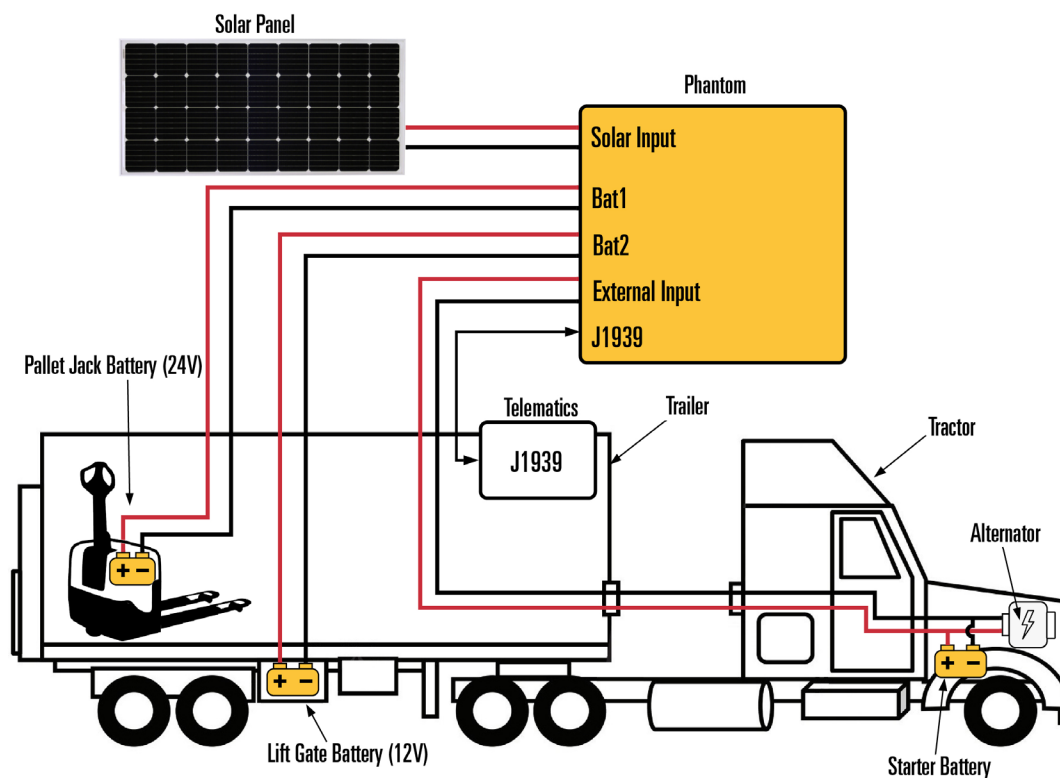 Solar Panel
Phantom
Solar Input
Bat1
Bat2
External Input
J1939
Pallet Jack Battery (24V)
Telematics
J1939
Trailer
Tractor
Alternator
+ −
+ −
+ −
Lift Gate Battery (12V)
Starter Battery